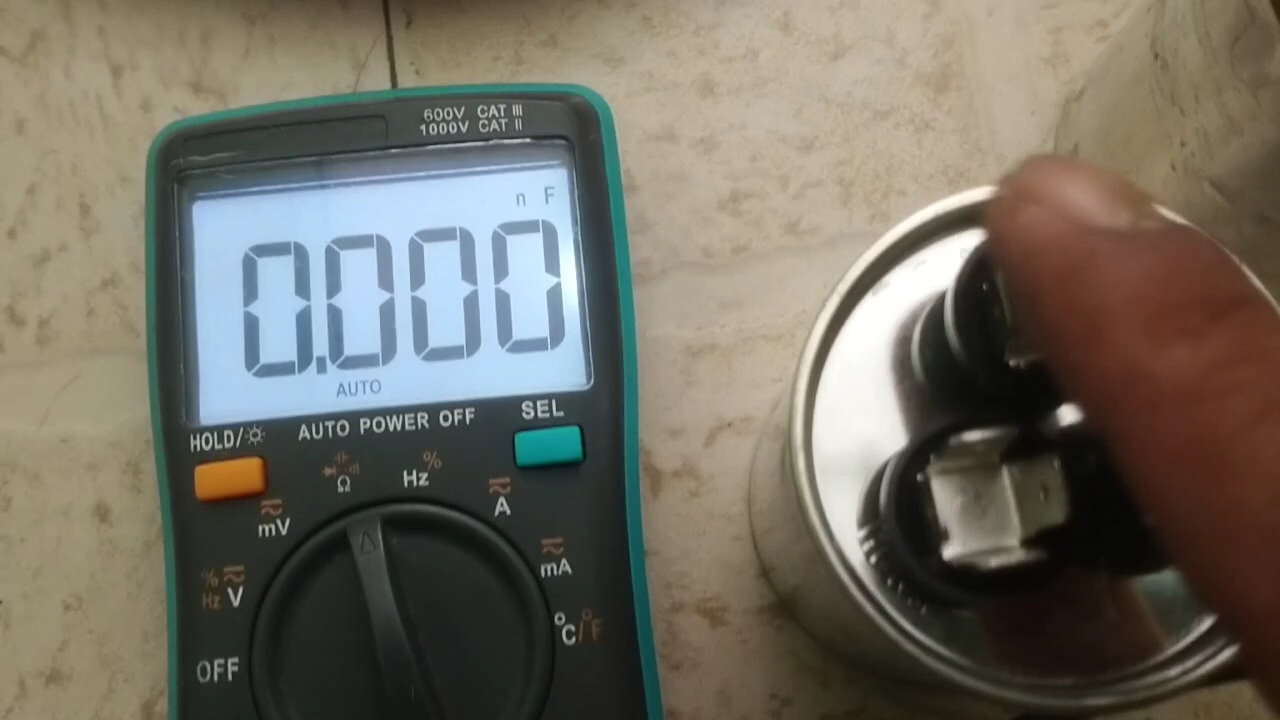 600V CAT III
1000V CAT II
n F
0.000
AUTO
HOLD/
AUTO POWER OFF
SEL
Ω
Hz
%
mV
A
% Hz V
mA
OFF
°C/°F